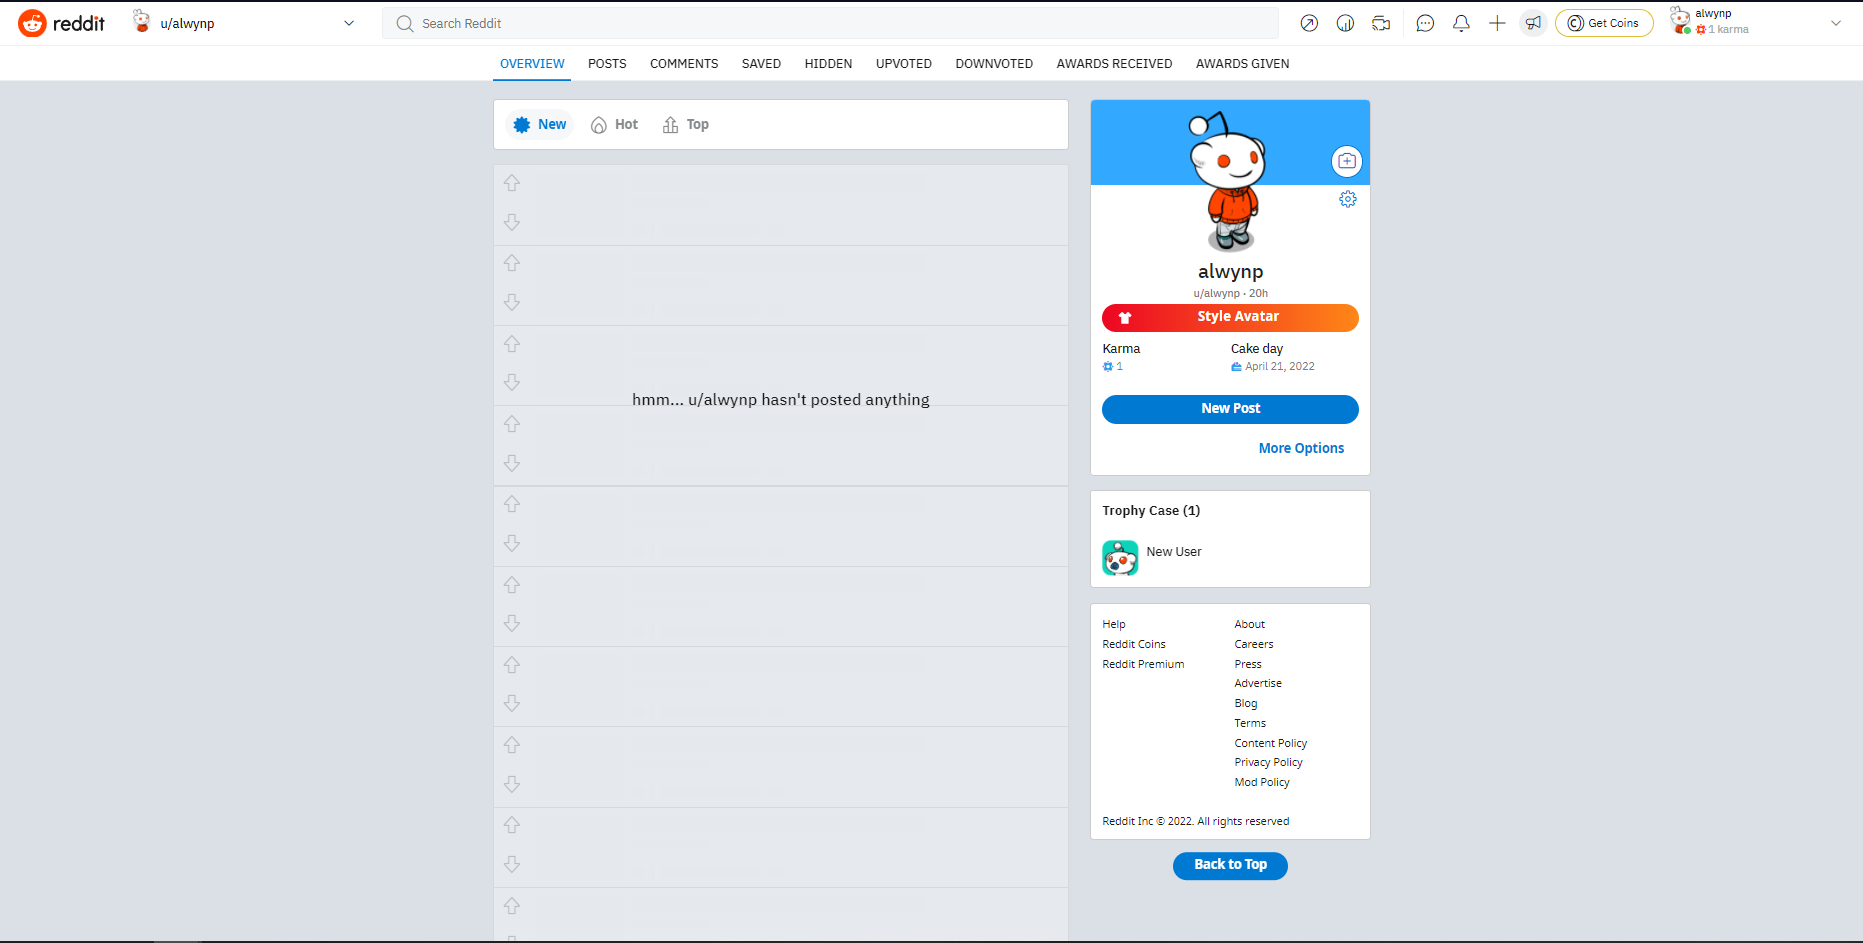 reddit u/alwynp Search Reddit Get Coins alwynp
1 karma
OVERVIEW POSTS COMMENTS SAVED HIDDEN UPVOTED DOWNVOTED AWARDS RECEIVED AWARDS GIVEN
New Hot Top
hmm... u/alwynp hasn't posted anything
alwynp
u/alwynp · 20h
Style Avatar
Karma Cake day
1 April 21, 2022
New Post
More Options
Trophy Case (1)
New User
Help About
Reddit Coins Careers
Reddit Premium Press
Advertise
Blog
Terms
Content Policy
Privacy Policy
Mod Policy
Reddit Inc © 2022. All rights reserved
Back to Top